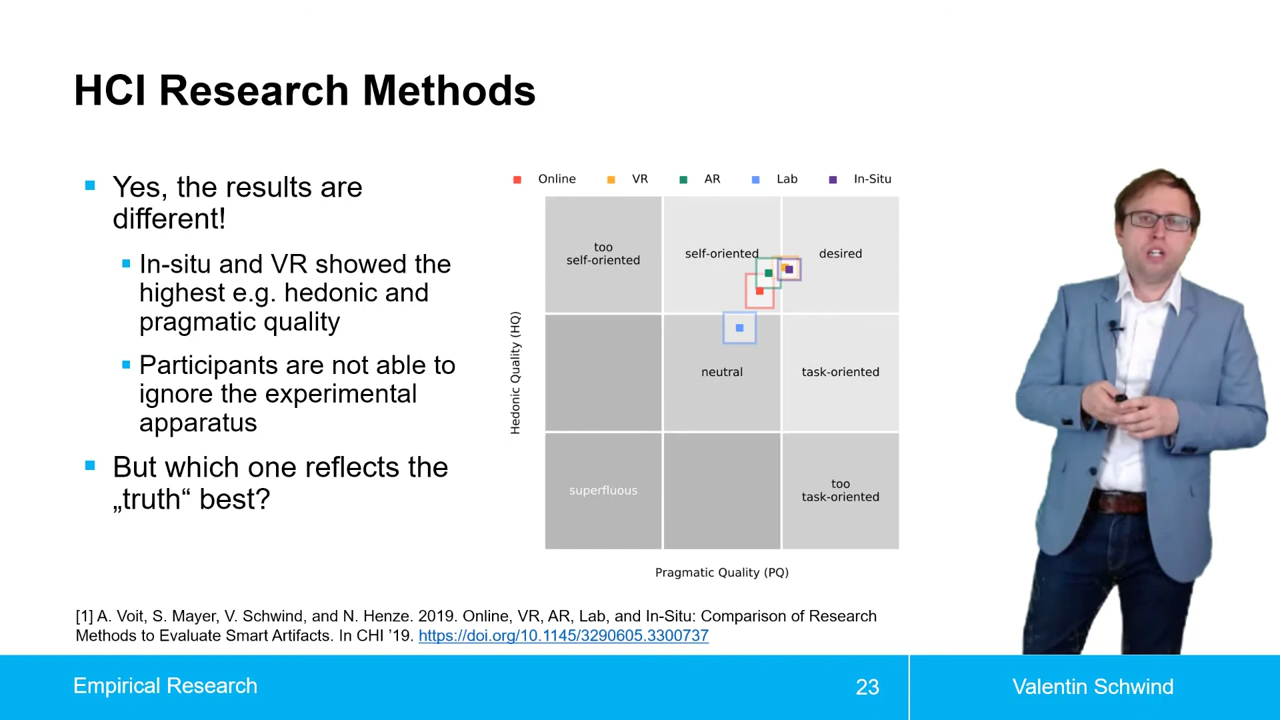 HCI Research Methods
Yes, the results are
different!
In-situ and VR showed the
highest e.g. hedonic and
pragmatic quality
Participants are not able to
ignore the experimental
apparatus
But which one reflects the
„truth“ best?
Online
VR
AR
Lab
In-Situ
too
self-oriented
self-oriented
desired
neutral
task-oriented
superfluous
too
task-oriented
Hedonic Quality (HQ)
Pragmatic Quality (PQ)
[1] A. Voit, S. Mayer, V. Schwind, and N. Henze. 2019. Online, VR, AR, Lab, and In-Situ: Comparison of Research
Methods to Evaluate Smart Artifacts. In CHI ’19. https://doi.org/10.1145/3290605.3300737
Empirical Research
23
Valentin Schwind